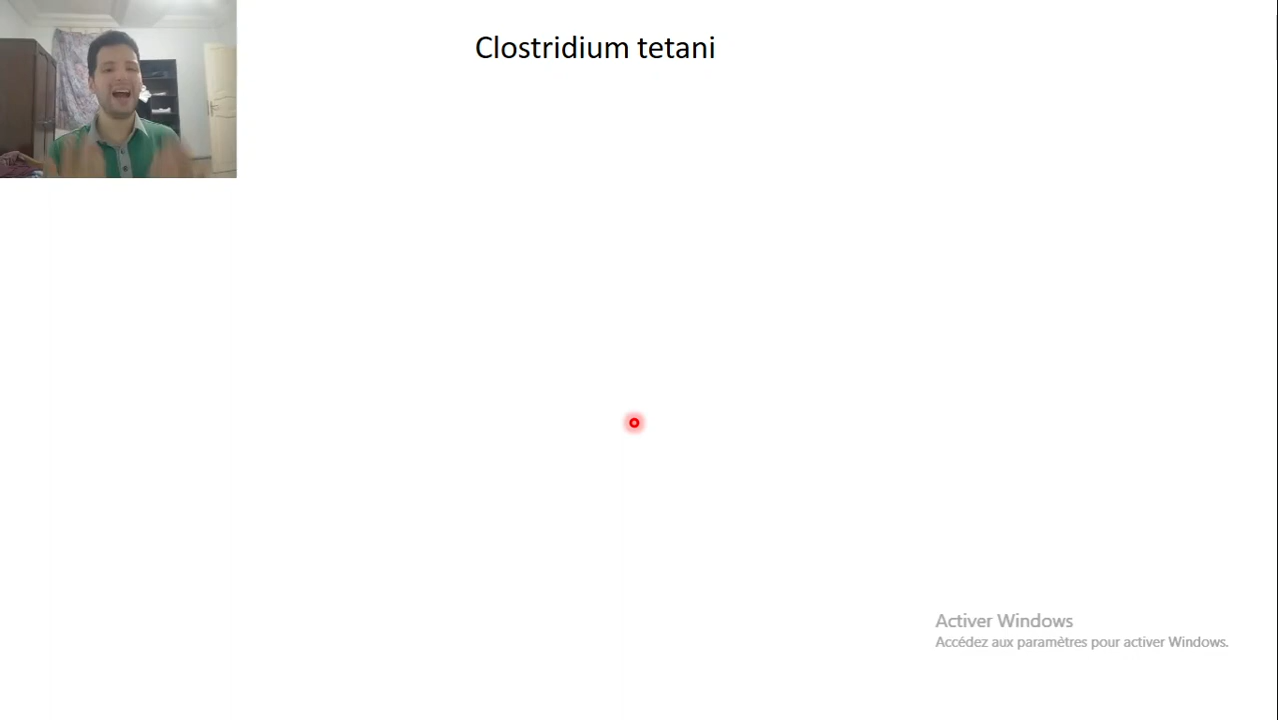 Clostridium tetani
Activer Windows
Accédez aux paramètres pour activer Windows.